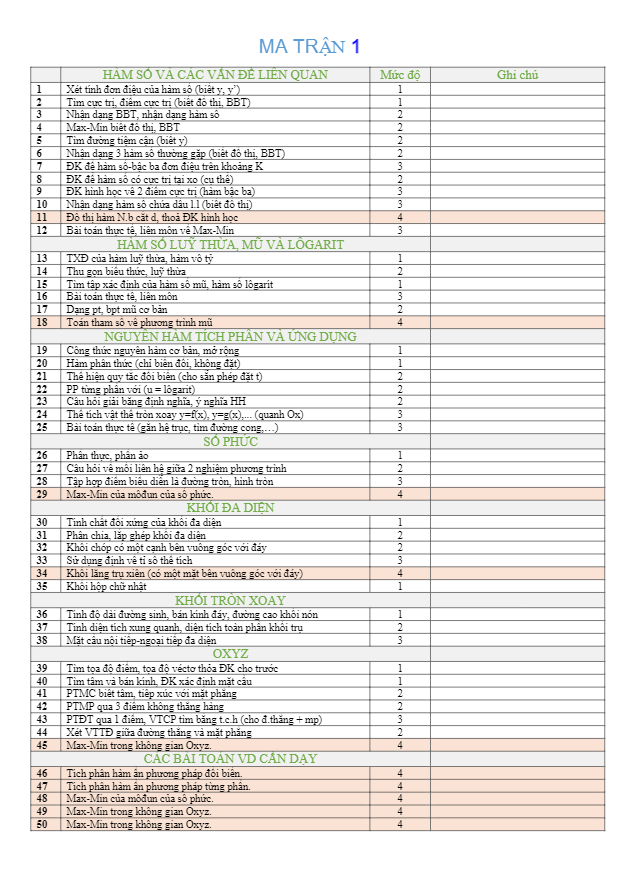 MA TRẬN 1
HÀM SỐ VÀ CÁC VẤN ĐỀ LIÊN QUAN Mức độ Ghi chú
1 Xét tính đơn điệu của hàm số (biết y, y’) 1
2 Tìm cực trị, điểm cực trị (biết đồ thị, BBT) 1
3 Nhận dạng BBT, nhận dạng hàm số 2
4 Max-Min biết đồ thị, BBT 2
5 Tìm đường tiệm cận (biết y) 2
6 Nhận dạng 3 hàm số thường gặp (biết đồ thị, BBT) 2
7 ĐK để hàm số-bậc ba đơn điệu trên khoảng K 3
8 ĐK để hàm số có cực trị tại xo (cụ thể) 2
9 ĐK hình học về 2 điểm cực trị (hàm bậc ba) 3
10 Nhận dạng hàm số chứa dấu l.l (biết đồ thị) 3
11 Đồ thị hàm N.b cắt d, thoả ĐK hình học 4
12 Bài toán thực tế, liên môn về Max-Min 3
HÀM SỐ LUỸ THỪA, MŨ VÀ LÔGARIT
13 TXĐ của hàm luỹ thừa, hàm vô tỷ 1
14 Thu gọn biểu thức, luỹ thừa 2
15 Tìm tập xác định của hàm số mũ, hàm số lôgarit 1
16 Bài toán thực tế, liên môn 3
17 Dạng pt, bpt mũ cơ bản 2
18 Toán tham số về phương trình mũ 4
NGUYÊN HÀM TÍCH PHÂN VÀ ỨNG DỤNG
19 Công thức nguyên hàm cơ bản, mở rộng 1
20 Hàm phân thức (chỉ biến đổi, không đặt) 1
21 Thể hiện quy tắc đổi biến (cho sẵn phép đặt t) 2
22 PP từng phần với (u = lôgarit) 2
23 Câu hỏi giải bằng định nghĩa, ý nghĩa HH 2
24 Thể tích vật thể tròn xoay y=f(x), y=g(x),... (quanh Ox) 3
25 Bài toán thực tế (gắn hệ trục, tìm đường cong,…) 3
SỐ PHỨC
26 Phần thực, phần ảo 1
27 Câu hỏi về mối liên hệ giữa 2 nghiệm phương trình 2
28 Tập hợp điểm biểu diễn là đường tròn, hình tròn 3
29 Max-Min của môđun của số phức. 4
KHỐI ĐA DIỆN
30 Tính chất đối xứng của khối đa diện 1
31 Phân chia, lắp ghép khối đa diện 2
32 Khối chóp có một cạnh bên vuông góc với đáy 2
33 Sử dụng định về tỉ số thể tích 3
34 Khối lăng trụ xiên (có một mặt bên vuông góc với đáy) 4
35 Khối hộp chữ nhật 1
KHỐI TRÒN XOAY
36 Tính độ dài đường sinh, bán kính đáy, đường cao khối nón 1
37 Tính diện tích xung quanh, diện tích toàn phần khối trụ 2
38 Mặt cầu nội tiếp-ngoại tiếp đa diện 3
OXYZ
39 Tìm tọa độ điểm, tọa độ véctơ thỏa ĐK cho trước 1
40 Tìm tâm và bán kính, ĐK xác định mặt cầu 1
41 PTMC biết tâm, tiếp xúc với mặt phẳng 2
42 PTMP qua 3 điểm không thẳng hàng 2
43 PTĐT qua 1 điểm, VTCP tìm bằng t.c.h (cho đ.thẳng + mp) 3
44 Xét VTTĐ giữa đường thẳng và mặt phẳng 2
45 Max-Min trong không gian Oxyz. 4
CÁC BÀI TOÁN VD CẦN DẠY
46 Tích phân hàm ẩn phương pháp đổi biến. 4
47 Tích phân hàm ẩn phương pháp từng phần. 4
48 Max-Min của môđun của số phức. 4
49 Max-Min trong không gian Oxyz. 4
50 Max-Min trong không gian Oxyz. 4